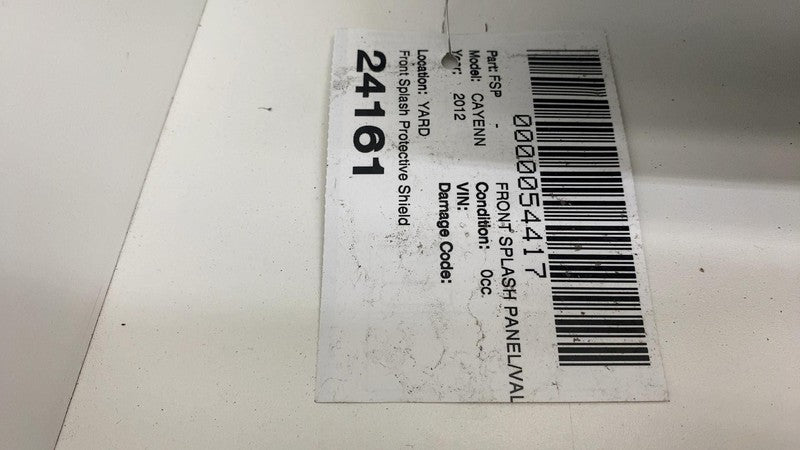 0000054417
Part: FSP - FRONT SPLASH PANEL/VAL
Model: CAYENN Condition: 0cc
Year: 2012 VIN:
Damage Code:
Location: YARD
Front Splash Protective Shield
24161